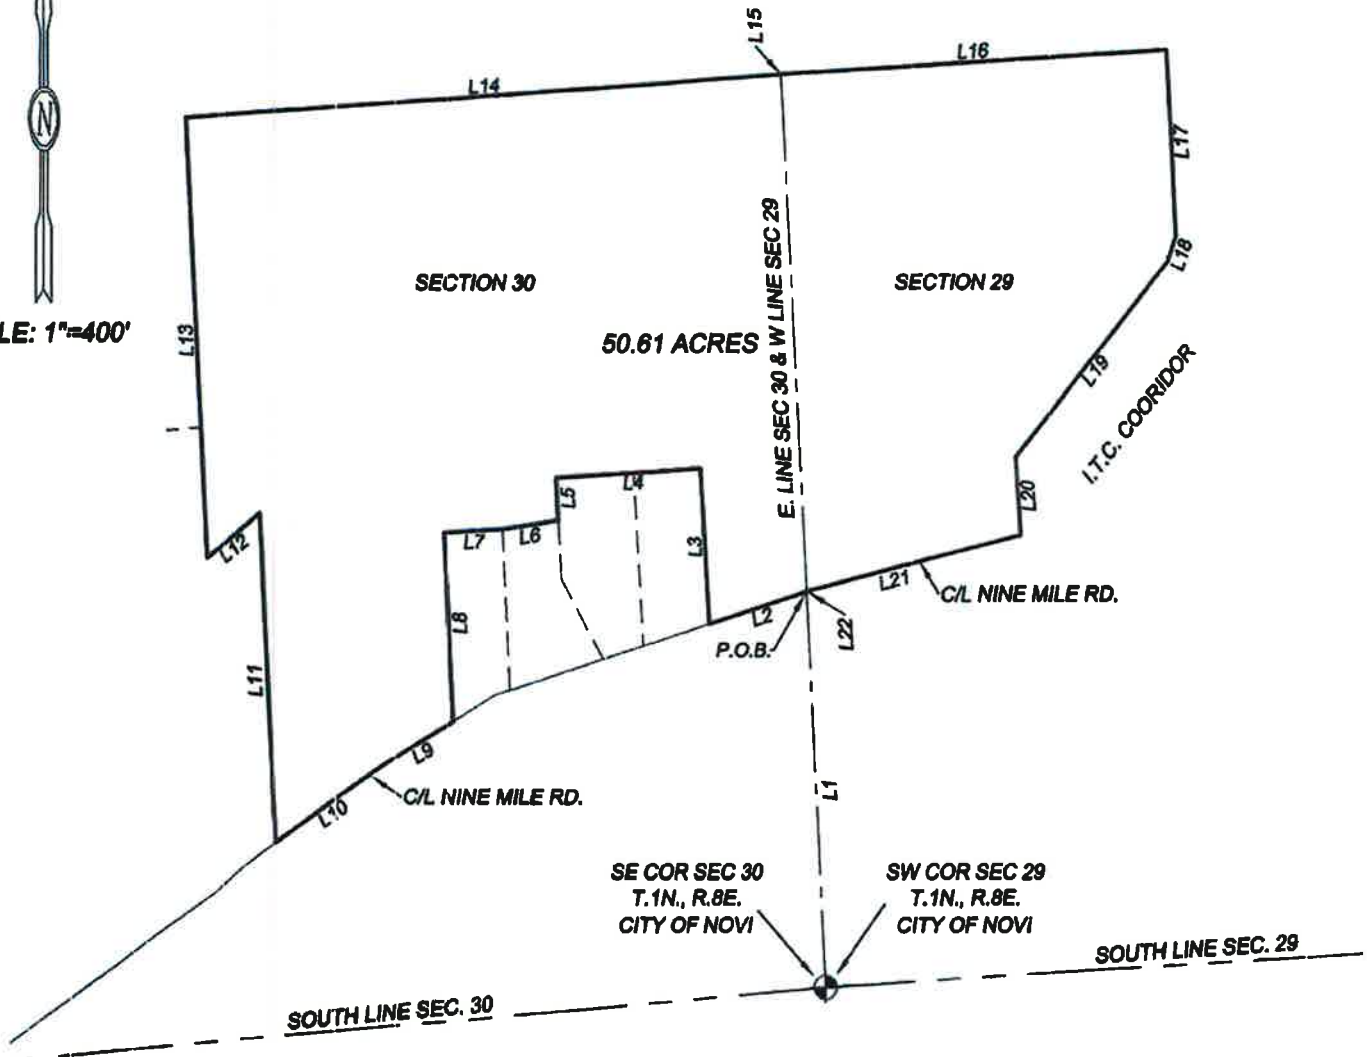 L15
L16
L14
N
L17
L18
SECTION 30
SECTION 29
LE: 1"=400'
L13
50.61 ACRES
E. LINE SEC 30 & W LINE SEC 29
L19
I.T.C. COORIDOR
L4
L5
L20
L12
L7
L6
L3
L21
C/L NINE MILE RD.
L2
L8
P.O.B.
L22
L11
L9
L10
C/L NINE MILE RD.
L1
SE COR SEC 30
T.1N., R.8E.
CITY OF NOVI
SW COR SEC 29
T.1N., R.8E.
CITY OF NOVI
SOUTH LINE SEC. 29
SOUTH LINE SEC. 30